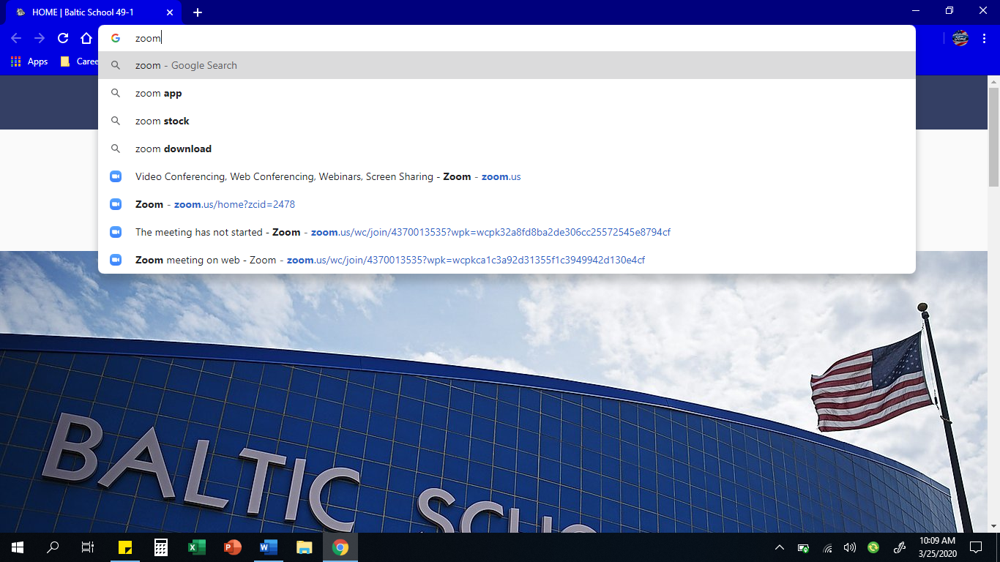 HOME | Baltic School 49-1
zoom
Apps
Caree
zoom - Google Search
zoom app
zoom stock
zoom download
Video Conferencing, Web Conferencing, Webinars, Screen Sharing - Zoom - zoom.us
Zoom - zoom.us/home?zcid=2478
The meeting has not started - Zoom - zoom.us/wc/join/4370013535?wpk=wcpk32a8fd8ba2de306cc25572545e8794cf
Zoom meeting on web - Zoom - zoom.us/wc/join/4370013535?wpk=wcpkca1c3a92d31355f1c3949942d130e4cf
BALTIC SCHO
10:09 AM
3/25/2020